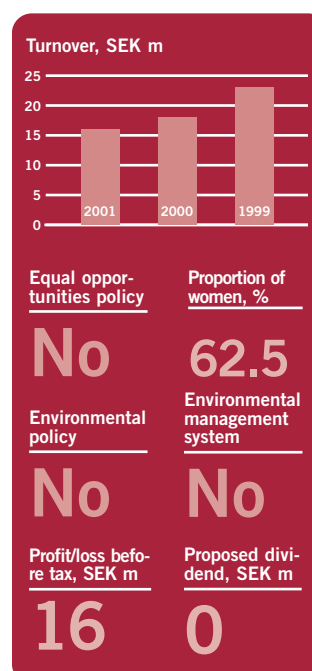 Turnover, SEK m
25
20
15
10
5
0
2001
2000
1999
Equal oppor-
tunities policy
No
Proportion of
women, %
62.5
Environmental
policy
No
Environmental
management
system
No
Profit/loss befo-
re tax, SEK m
16
Proposed divi-
dend, SEK m
0